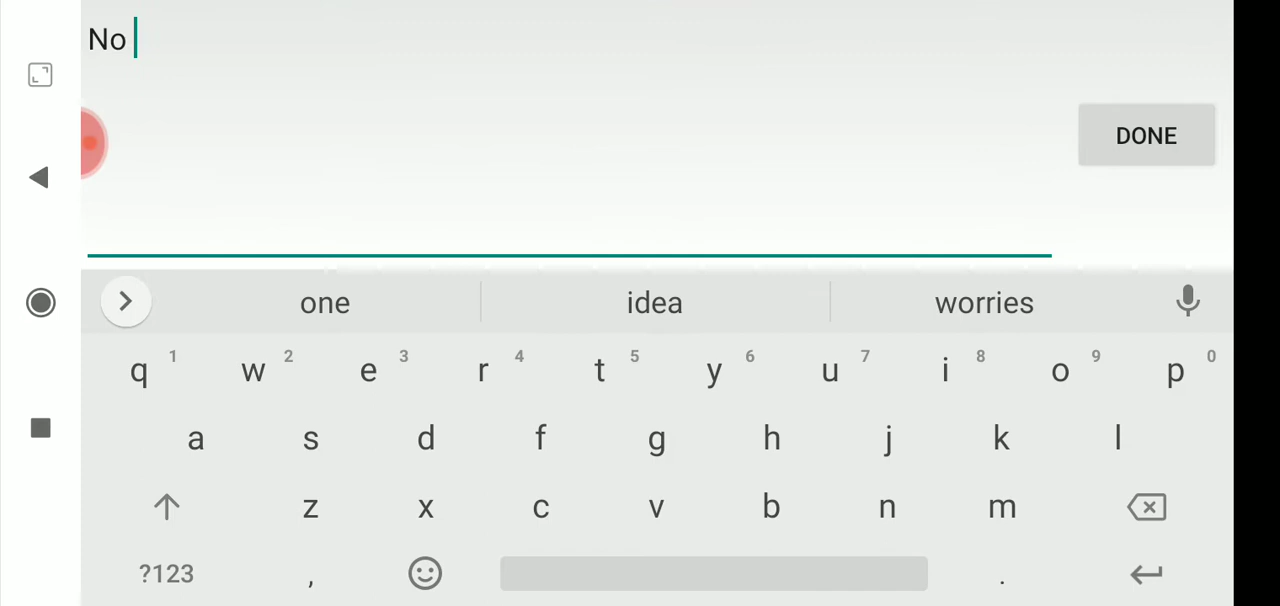 No
DONE
one idea worries
q 1 w 2 e 3 r 4 t 5 y 6 u 7 i 8 o 9 p 0
a s d f g h j k l
z x c v b n m
?123 , .